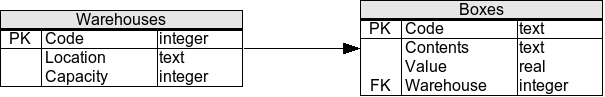 Warehouses
PK Code integer
Location text
Capacity integer
Boxes
PK Code text
Contents text
Value real
FK Warehouse integer